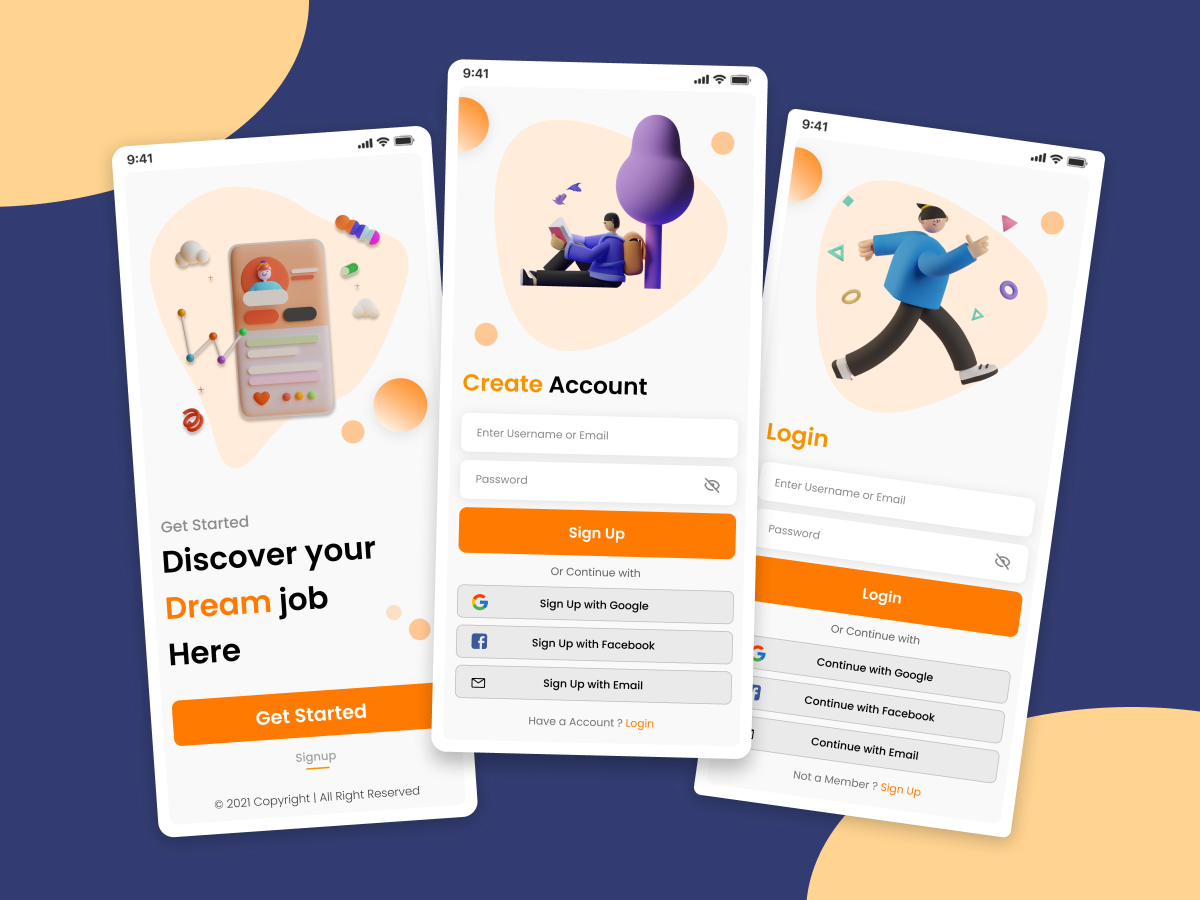 9:41
Get Started
Discover your
Dream job
Here
Get Started
Signup
© 2021 Copyright | All Right Reserved
9:41
Create Account
Enter Username or Email
Password
Sign Up
Or Continue with
Sign Up with Google
Sign Up with Facebook
Sign Up with Email
Have a Account ? Login
9:41
Login
Enter Username or Email
Password
Login
Or Continue with
Continue with Google
Continue with Facebook
Continue with Email
Not a Member ? Sign Up